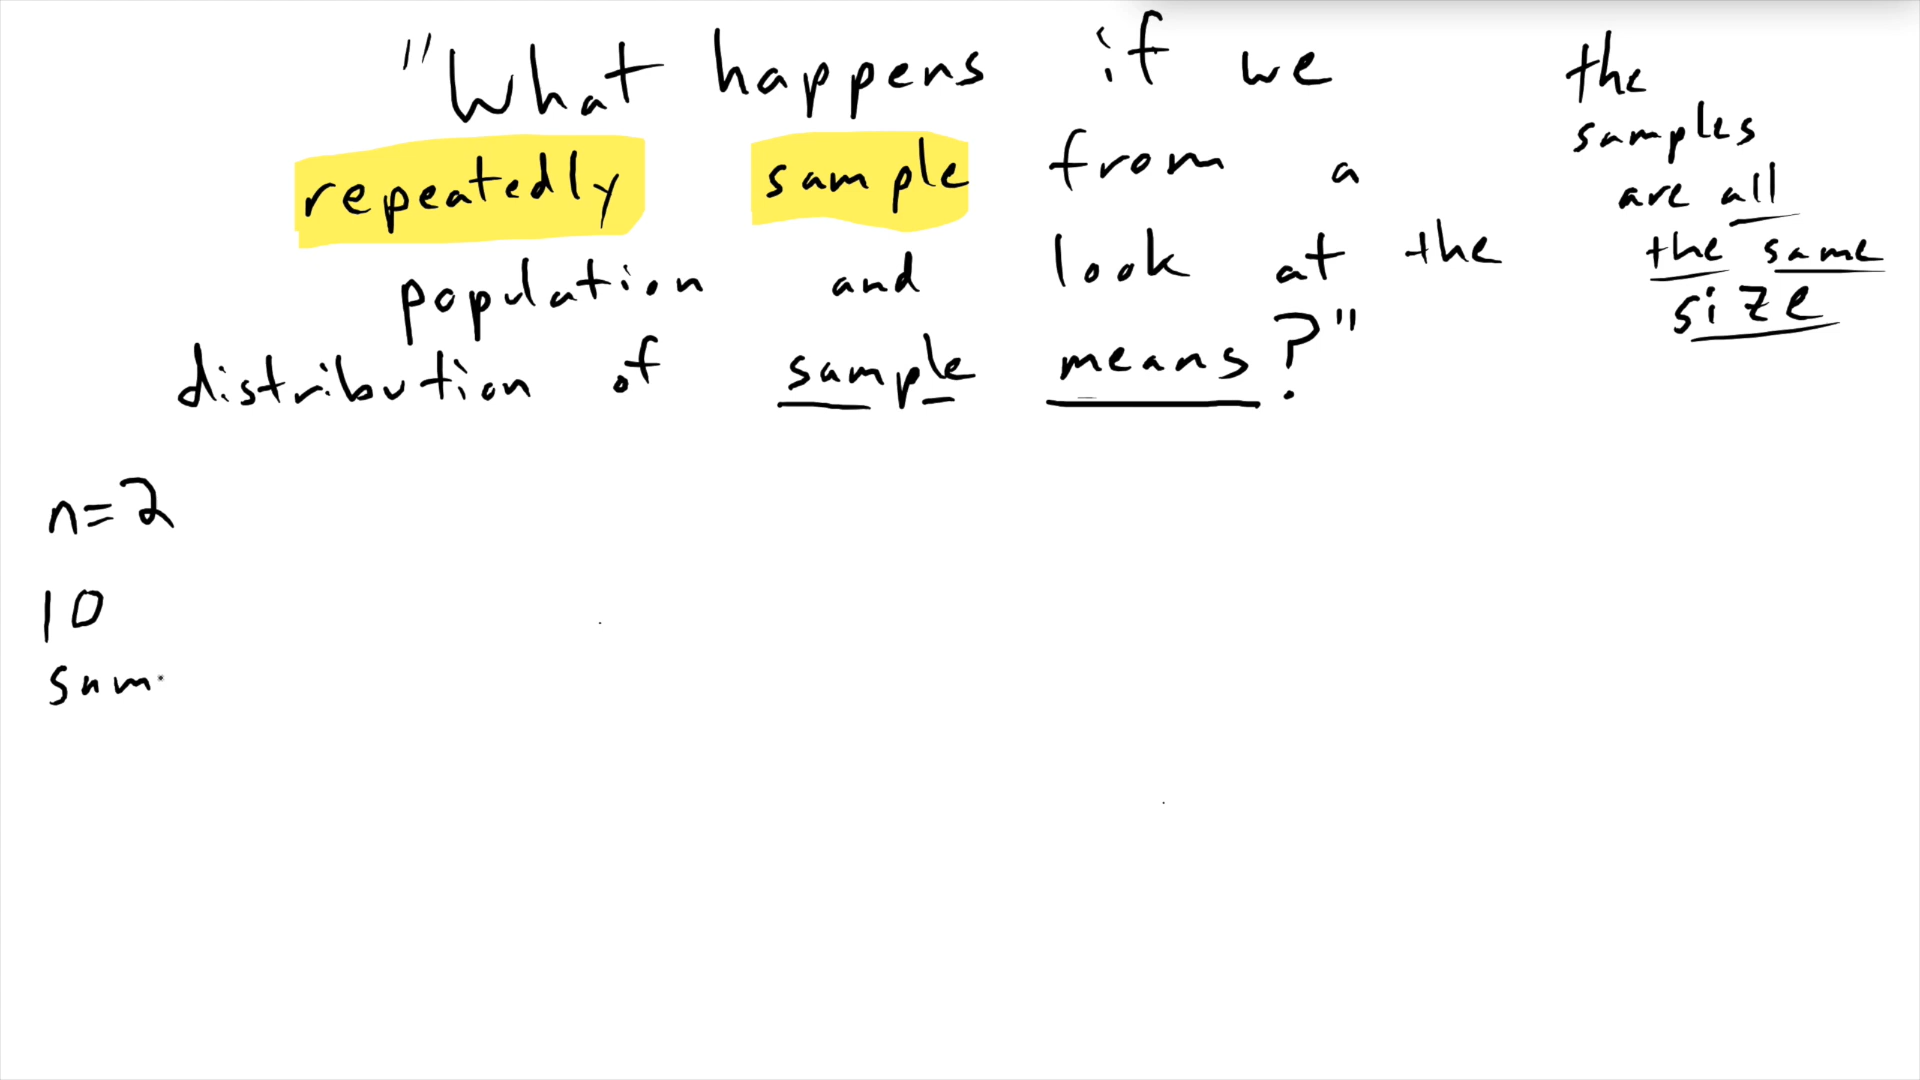 "What happens if we
repeatedly sample from a
population and look at the
distribution of sample means?"
the
samples
are all
the same
size
n=2
10
sam